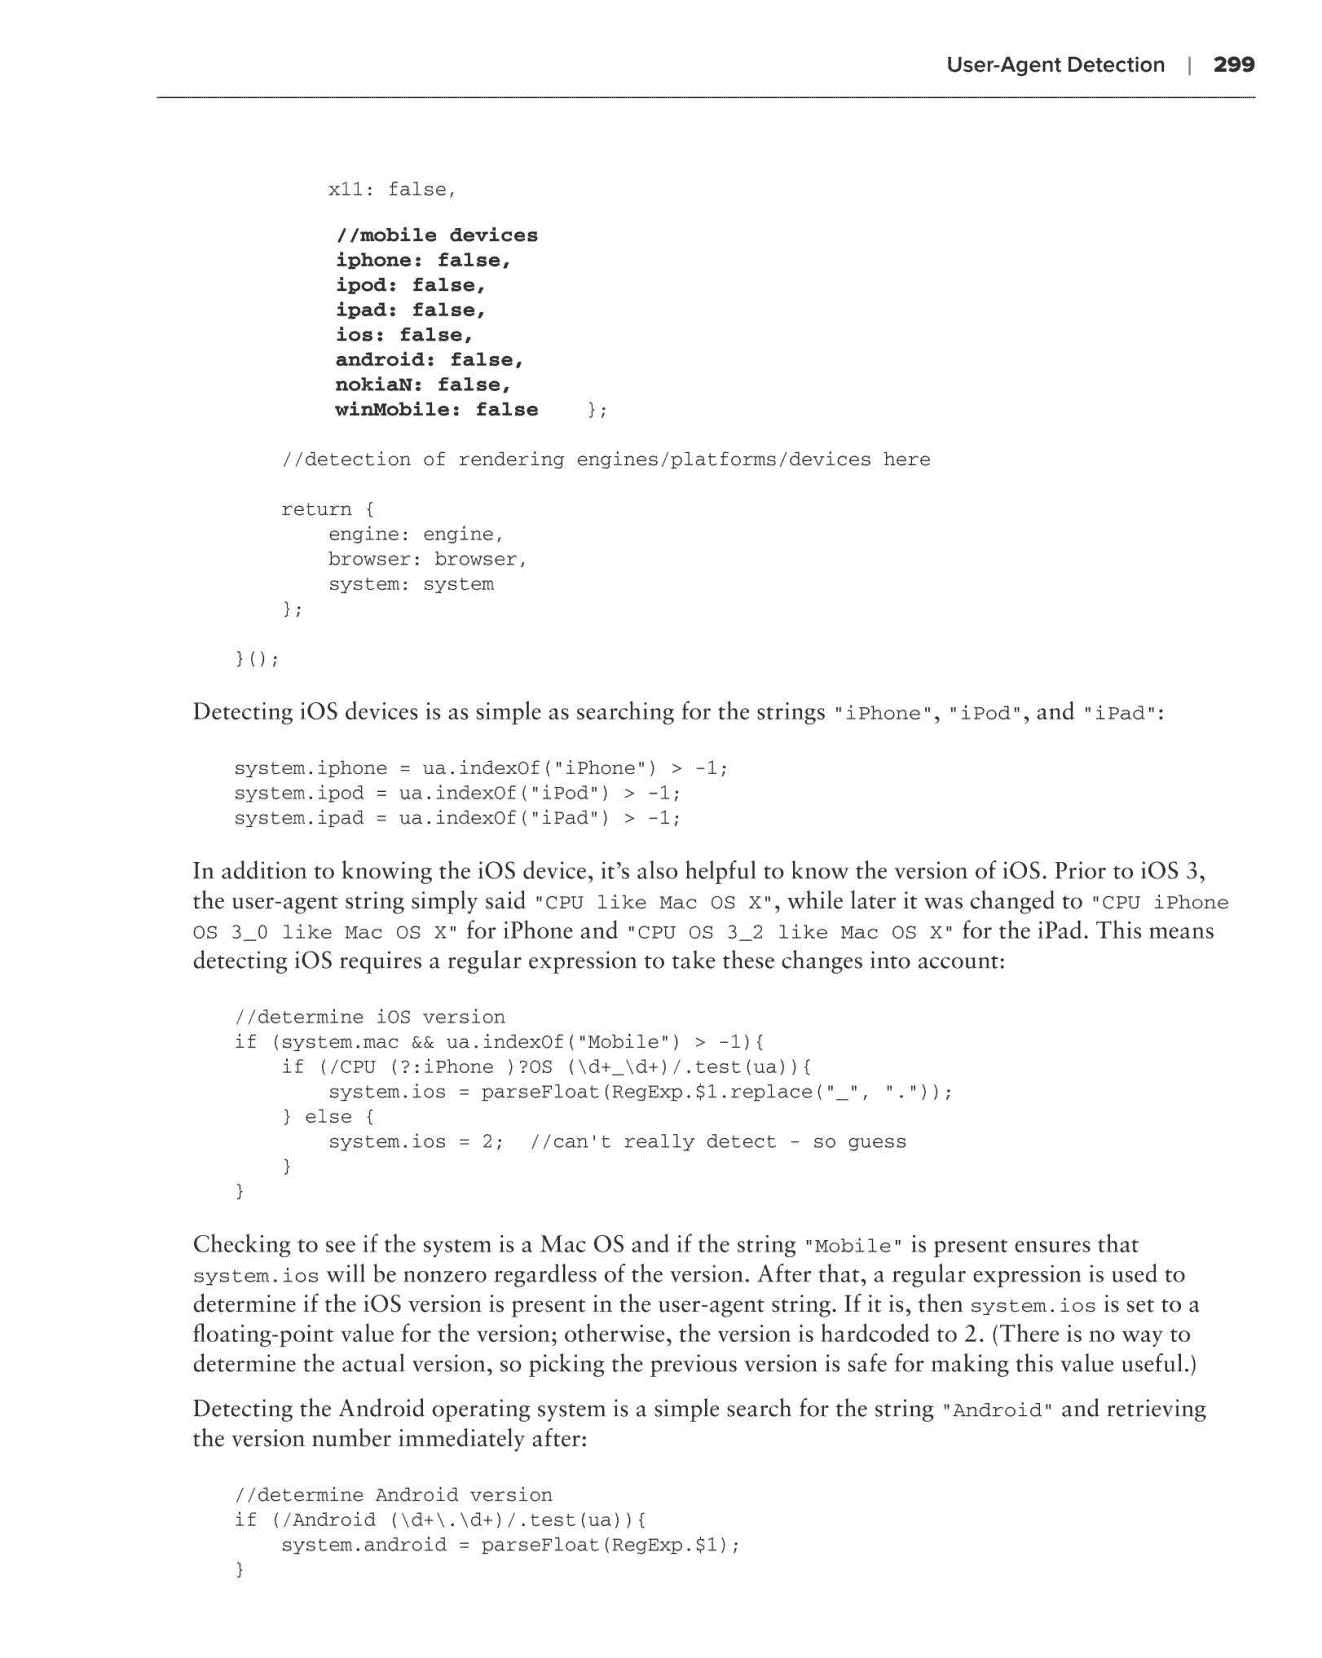 User-Agent Detection | 299
x11: false,
//mobile devices
iphone: false,
ipod: false,
ipad: false,
ios: false,
android: false,
nokiaN: false,
winMobile: false    };
//detection of rendering engines/platforms/devices here
return {
engine: engine,
browser: browser,
system: system
};
}();
Detecting iOS devices is as simple as searching for the strings "iPhone", "iPod", and "iPad":
system.iphone = ua.indexOf("iPhone") > -1;
system.ipod = ua.indexOf("iPod") > -1;
system.ipad = ua.indexOf("iPad") > -1;
In addition to knowing the iOS device, it’s also helpful to know the version of iOS. Prior to iOS 3,
the user-agent string simply said "CPU like Mac OS X", while later it was changed to "CPU iPhone
OS 3_0 like Mac OS X" for iPhone and "CPU OS 3_2 like Mac OS X" for the iPad. This means
detecting iOS requires a regular expression to take these changes into account:
//determine iOS version
if (system.mac && ua.indexOf("Mobile") > -1){
if (/CPU (?:iPhone )?OS (\d+_\d+)/.test(ua)){
system.ios = parseFloat(RegExp.$1.replace("_", "."));
} else {
system.ios = 2;  //can't really detect - so guess
}
}
Checking to see if the system is a Mac OS and if the string "Mobile" is present ensures that
system.ios will be nonzero regardless of the version. After that, a regular expression is used to
determine if the iOS version is present in the user-agent string. If it is, then system.ios is set to a
floating-point value for the version; otherwise, the version is hardcoded to 2. (There is no way to
determine the actual version, so picking the previous version is safe for making this value useful.)
Detecting the Android operating system is a simple search for the string "Android" and retrieving
the version number immediately after:
//determine Android version
if (/Android (\d+\.\d+)/.test(ua)){
system.android = parseFloat(RegExp.$1);
}